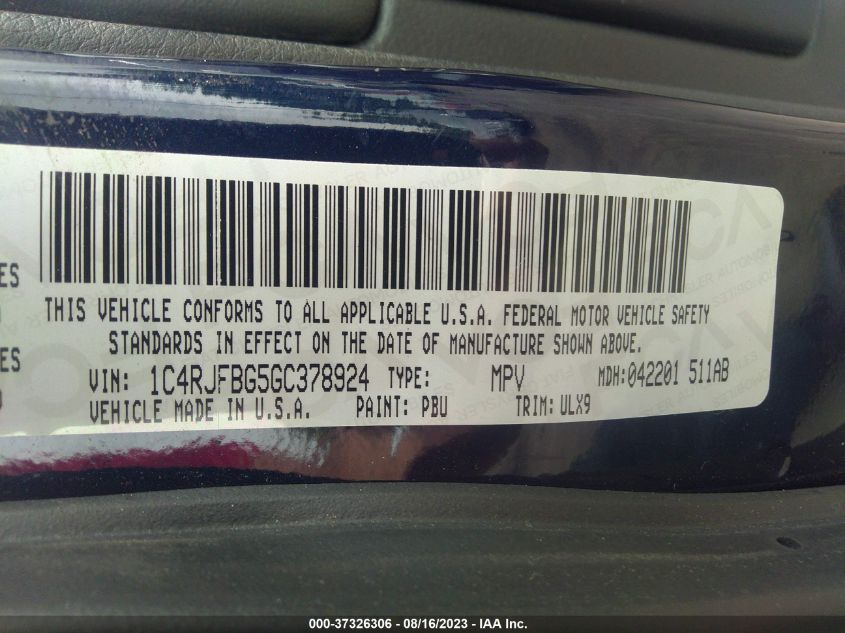 THIS VEHICLE CONFORMS TO ALL APPLICABLE U.S.A. FEDERAL MOTOR VEHICLE SAFETY
ES
STANDARDS IN EFFECT ON THE DATE OF MANUFACTURE SHOWN ABOVE.
ES
VIN: 1C4RJFBG5GC378924 TYPE: MPV MDH:042201 511AB
VEHICLE MADE IN U.S.A. PAINT: PBU TRIM: ULX9
000-37326306 - 08/16/2023 - IAA Inc.